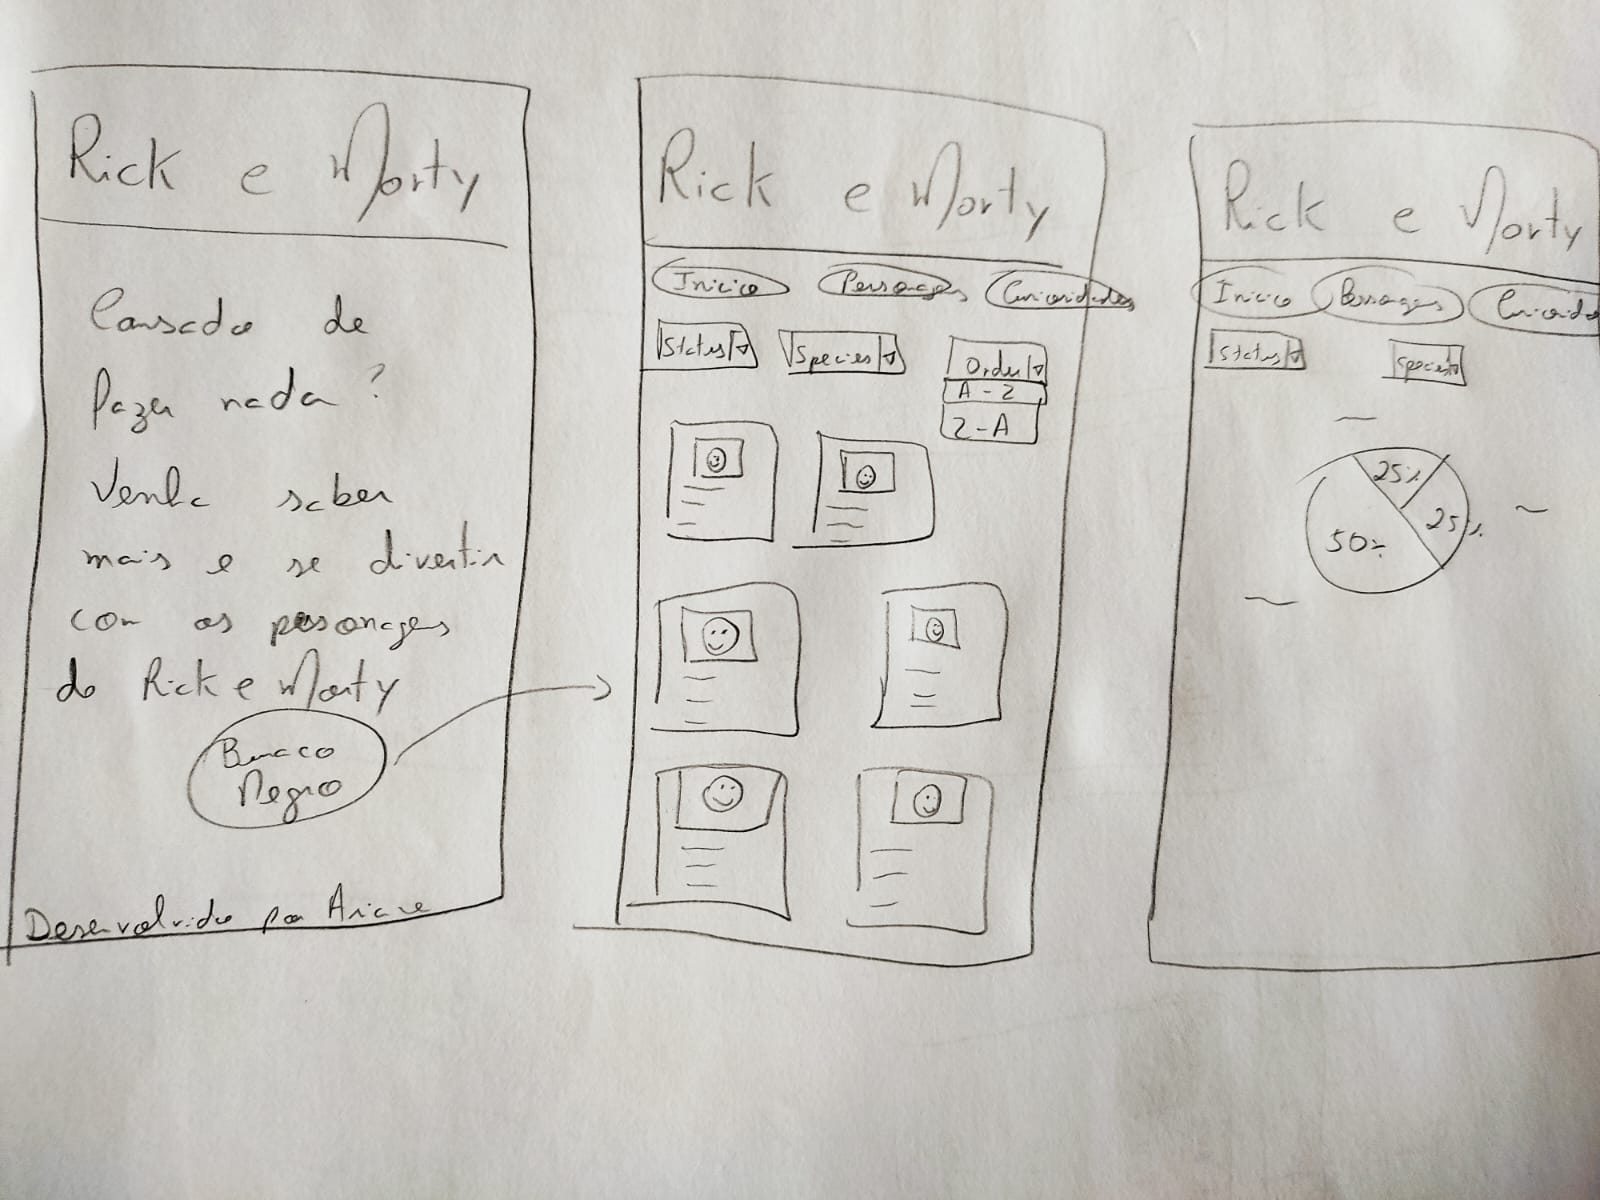 Rick e Morty
Cansado de
fazer nada?
Venha saber
mais e se divertir
com os personagens
do Rick e Morty
Buraco
Negro
Desenvolvido por Ariane
Rick e Morty
Inicio Personagens Curiosidades
Status Species Order
A-Z
Z-A
Rick e Morty
Inicio Personagens Curiosida
Status Species
25%
25%
50%